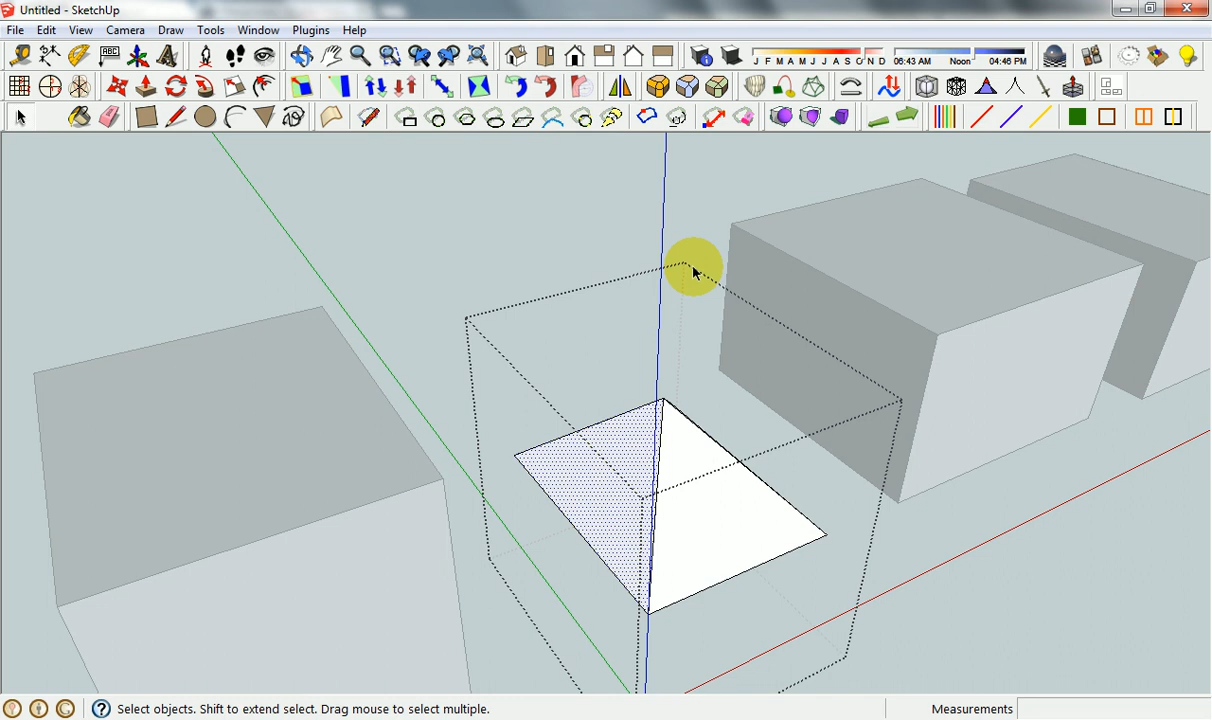 Untitled - SketchUp
File Edit View Camera Draw Tools Window Plugins Help
ABC
J F M A M J J A S O N D 06:43 AM Noon 04:46 PM
Select objects. Shift to extend select. Drag mouse to select multiple. Measurements